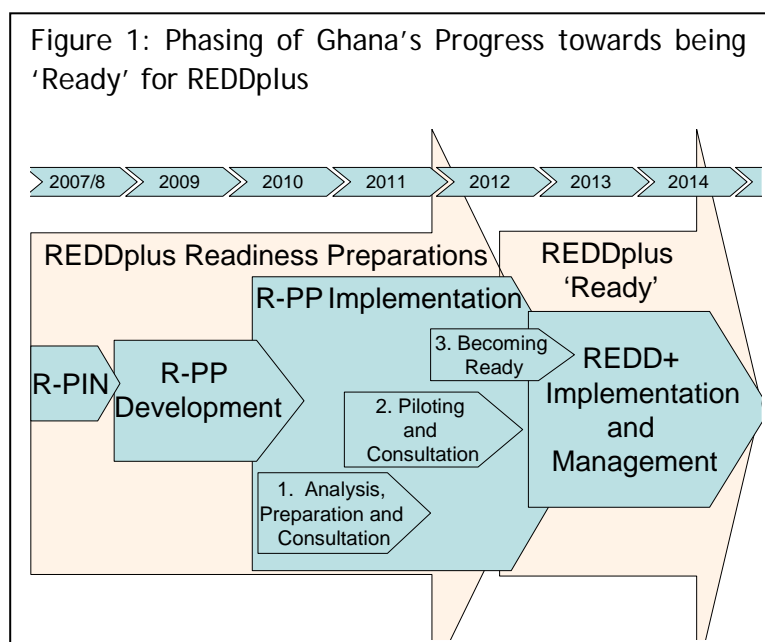 Figure 1: Phasing of Ghana's Progress towards being
'Ready' for REDDplus
2007/8 2009 2010 2011 2012 2013 2014
REDDplus Readiness Preparations
REDDplus
'Ready'
R-PP Implementation
R-PIN
R-PP
Development
3. Becoming
Ready
2. Piloting
and
Consultation
1. Analysis,
Preparation and
Consultation
REDD+
Implementation
and
Management